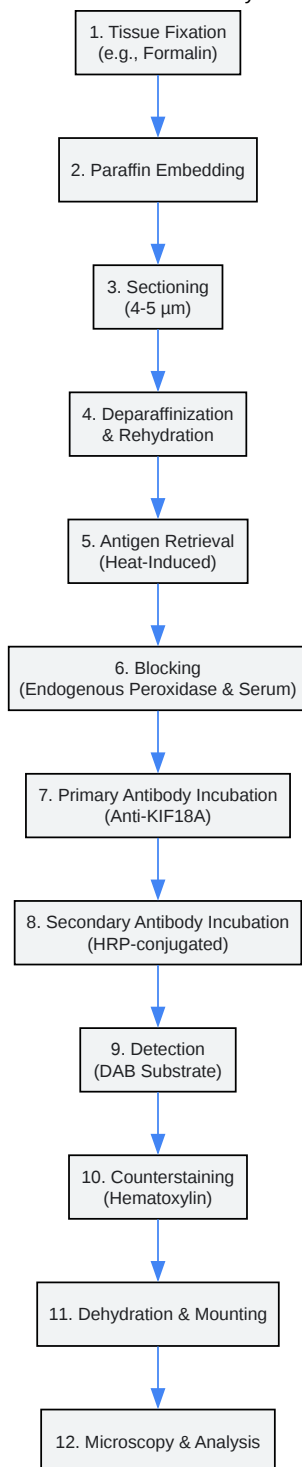 1. Tissue Fixation
(e.g., Formalin)
2. Paraffin Embedding
3. Sectioning
(4-5 µm)
4. Deparaffinization
& Rehydration
5. Antigen Retrieval
(Heat-Induced)
6. Blocking
(Endogenous Peroxidase & Serum)
7. Primary Antibody Incubation
(Anti-KIF18A)
8. Secondary Antibody Incubation
(HRP-conjugated)
9. Detection
(DAB Substrate)
10. Counterstaining
(Hematoxylin)
11. Dehydration & Mounting
12. Microscopy & Analysis